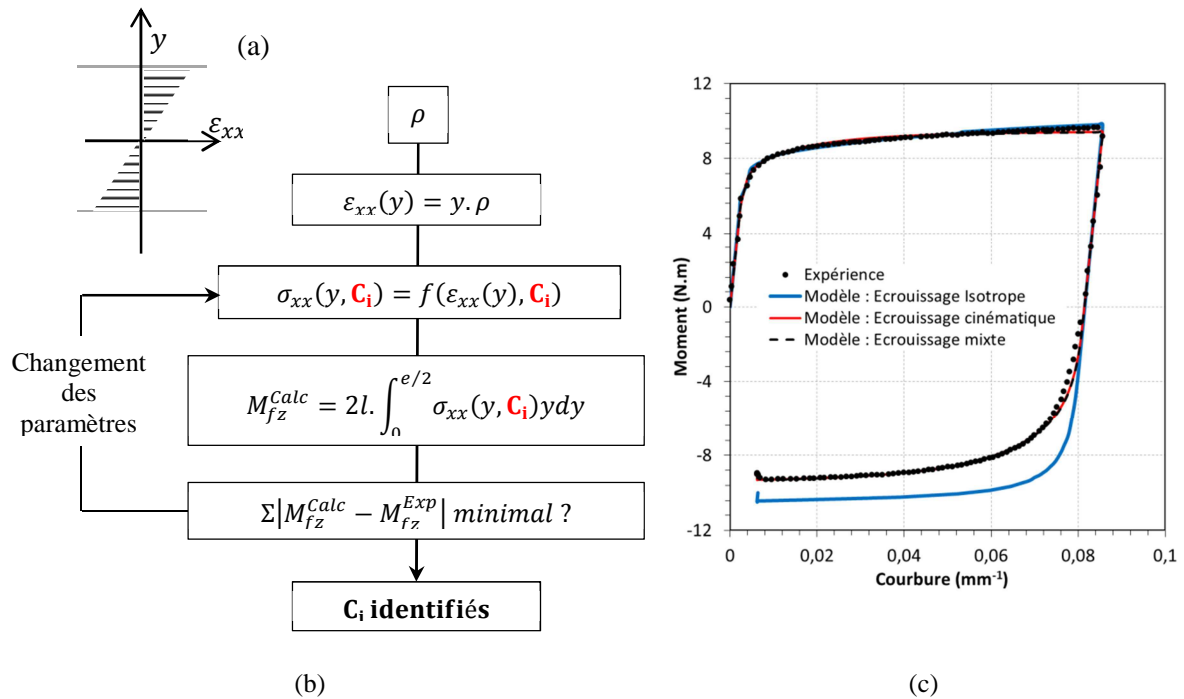 y
(a)
ε_xx
ρ
ε_xx(y) = y. ρ
σ_xx(y, C_i) = f(ε_xx(y), C_i)
Changement
des
paramètres
M_fz^Calc = 2l. ∫_0^e/2 σ_xx(y, C_i)ydy
Σ|M_fz^Calc − M_fz^Exp| minimal ?
C_i identifiés
(b)
12
8
4
0
-4
-8
-12
Moment (N.m)
Expérience
Modèle : Ecrouissage Isotrope
Modèle : Ecrouissage cinématique
Modèle : Ecrouissage mixte
0
0,02
0,04
0,06
0,08
0,1
Courbure (mm⁻¹)
(c)